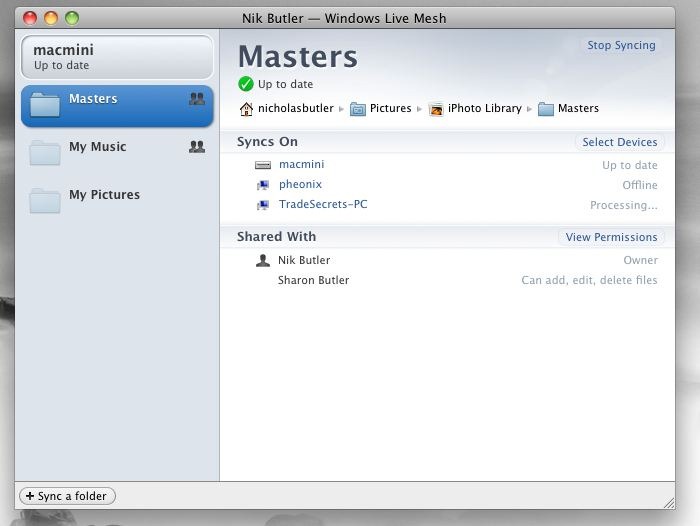 Nik Butler — Windows Live Mesh
macmini
Up to date
Masters
My Music
My Pictures
Masters
Stop Syncing
Up to date
nicholasbutler ▸ Pictures ▸ iPhoto Library ▸ Masters
Syncs On Select Devices
macmini Up to date
pheonix Offline
TradeSecrets-PC Processing...
Shared With View Permissions
Nik Butler Owner
Sharon Butler Can add, edit, delete files
+ Sync a folder